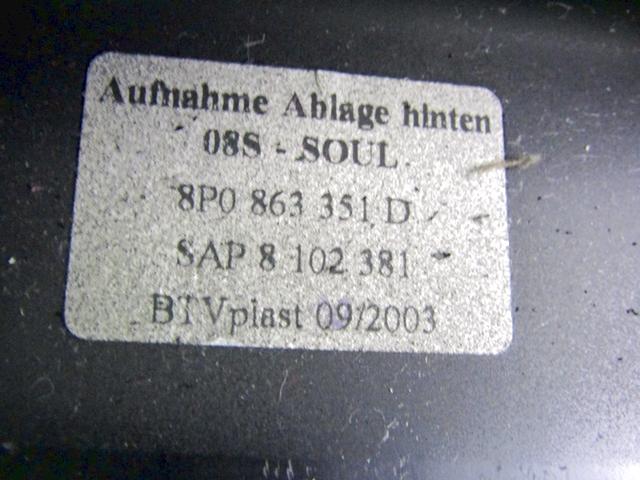 Aufnahme Ablage hinten
08S - SOUL
8P0 863 351 D
SAP 8 102 381
BTVplast 09/2003